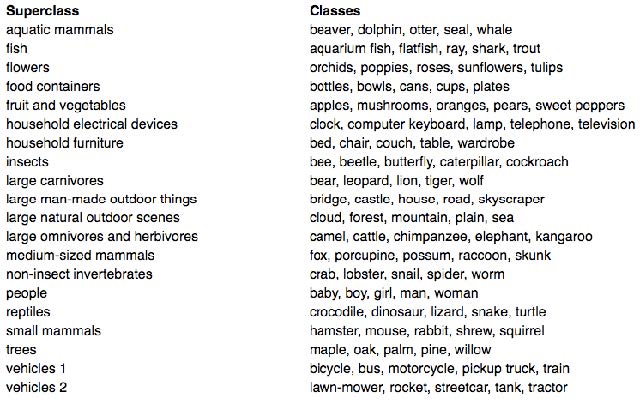 Superclass Classes
aquatic mammals beaver, dolphin, otter, seal, whale
fish aquarium fish, flatfish, ray, shark, trout
flowers orchids, poppies, roses, sunflowers, tulips
food containers bottles, bowls, cans, cups, plates
fruit and vegetables apples, mushrooms, oranges, pears, sweet peppers
household electrical devices clock, computer keyboard, lamp, telephone, television
household furniture bed, chair, couch, table, wardrobe
insects bee, beetle, butterfly, caterpillar, cockroach
large carnivores bear, leopard, lion, tiger, wolf
large man-made outdoor things bridge, castle, house, road, skyscraper
large natural outdoor scenes cloud, forest, mountain, plain, sea
large omnivores and herbivores camel, cattle, chimpanzee, elephant, kangaroo
medium-sized mammals fox, porcupine, possum, raccoon, skunk
non-insect invertebrates crab, lobster, snail, spider, worm
people baby, boy, girl, man, woman
reptiles crocodile, dinosaur, lizard, snake, turtle
small mammals hamster, mouse, rabbit, shrew, squirrel
trees maple, oak, palm, pine, willow
vehicles 1 bicycle, bus, motorcycle, pickup truck, train
vehicles 2 lawn-mower, rocket, streetcar, tank, tractor